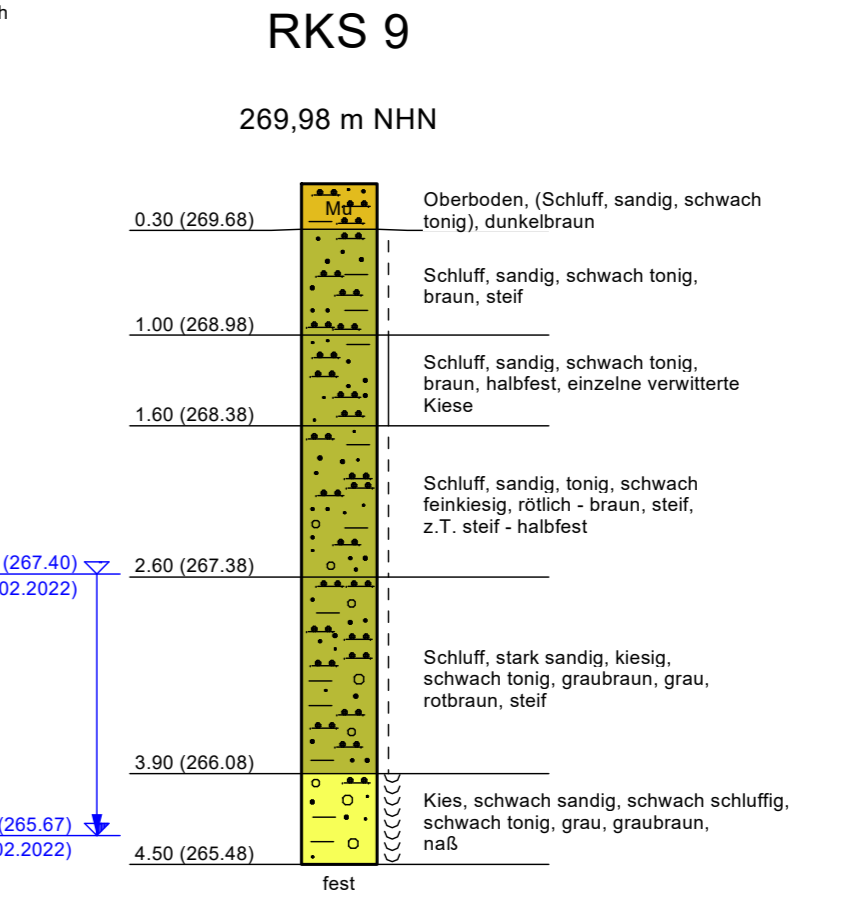 h
RKS 9
269,98 m NHN
Mu
0.30 (269.68)
Oberboden, (Schluff, sandig, schwach
tonig), dunkelbraun
Schluff, sandig, schwach tonig,
braun, steif
1.00 (268.98)
Schluff, sandig, schwach tonig,
braun, halbfest, einzelne verwitterte
Kiese
1.60 (268.38)
Schluff, sandig, tonig, schwach
feinkiesig, rötlich - braun, steif,
z.T. steif - halbfest
(267.40)
02.2022)
2.60 (267.38)
Schluff, stark sandig, kiesig,
schwach tonig, graubraun, grau,
rotbraun, steif
3.90 (266.08)
Kies, schwach sandig, schwach schluffig,
schwach tonig, grau, graubraun,
naß
(265.67)
02.2022)
4.50 (265.48)
fest